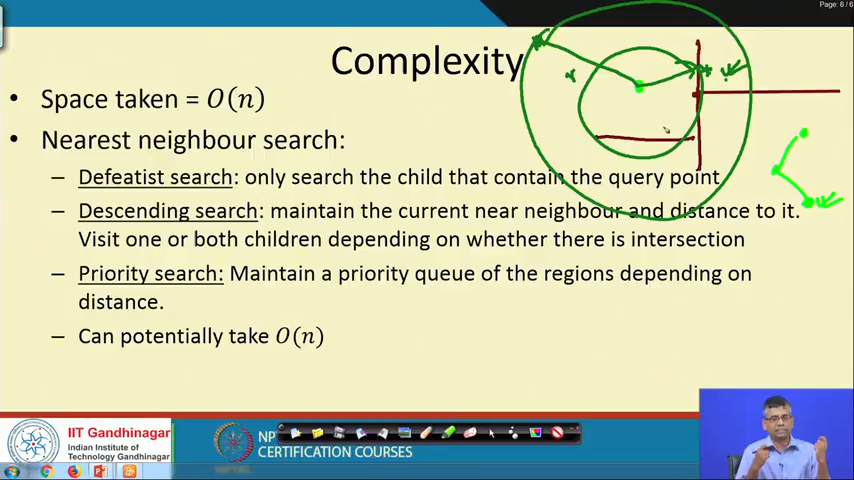 Page: 6/6
Complexity
• Space taken = O(n)
• Nearest neighbour search:
– Defeatist search: only search the child that contain the query point
– Descending search: maintain the current near neighbour and distance to it.
Visit one or both children depending on whether there is intersection
– Priority search: Maintain a priority queue of the regions depending on
distance.
– Can potentially take O(n)
r
IIT Gandhinagar
Indian Institute of
Technology Gandhinagar
NPT
CERTIFICATION COURSES